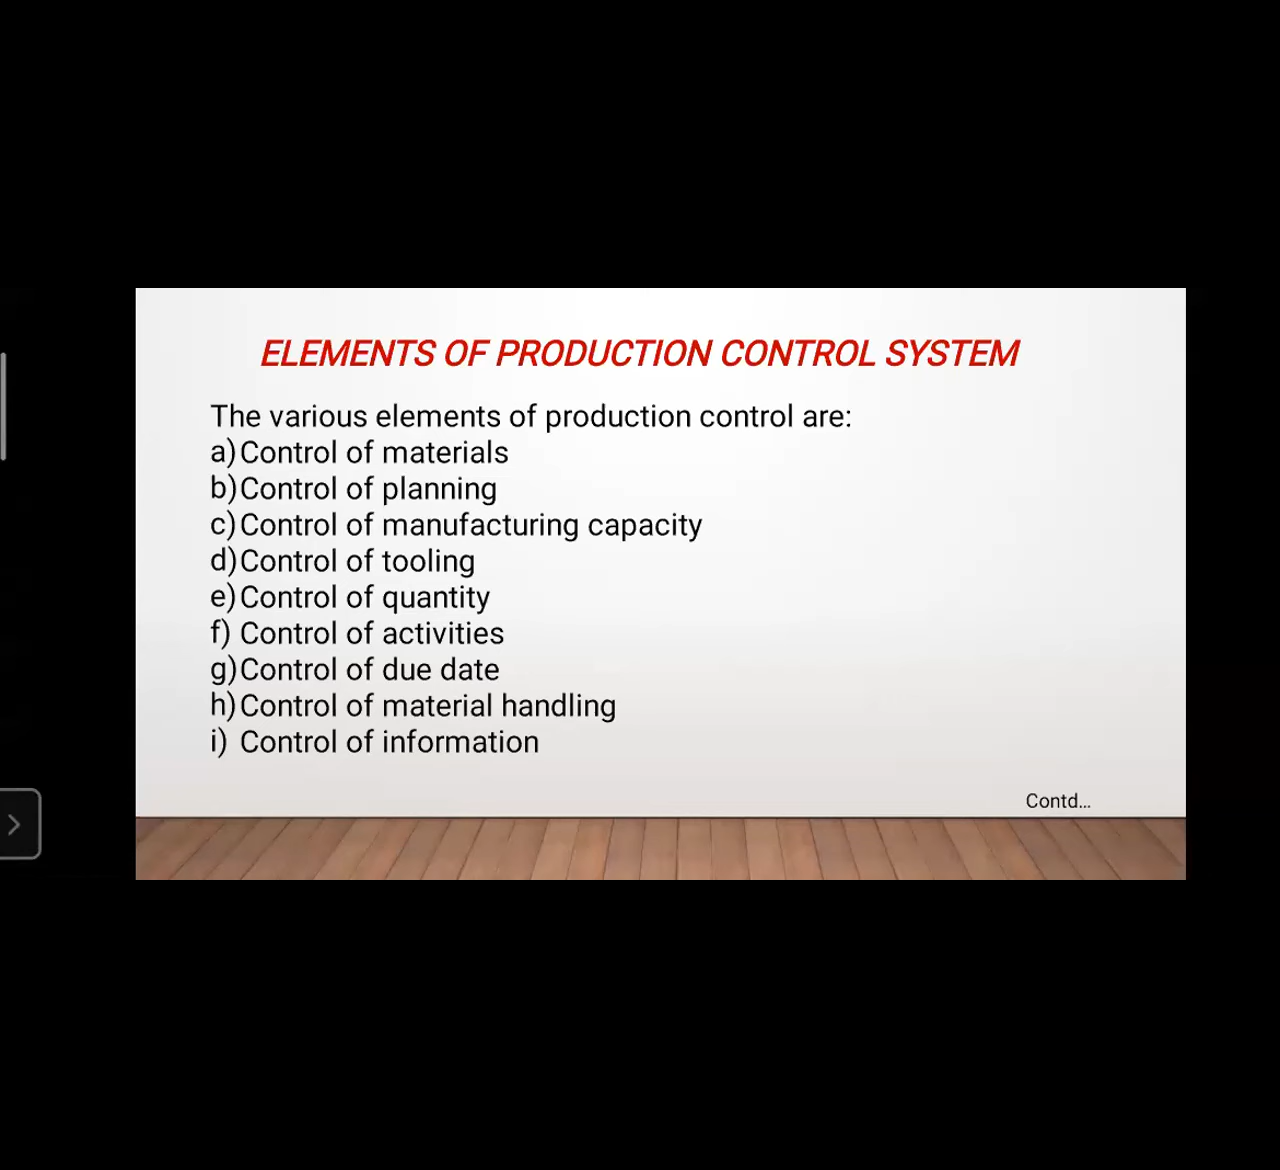 ELEMENTS OF PRODUCTION CONTROL SYSTEM
The various elements of production control are:
a) Control of materials
b) Control of planning
c) Control of manufacturing capacity
d) Control of tooling
e) Control of quantity
f) Control of activities
g) Control of due date
h) Control of material handling
i) Control of information
Contd...